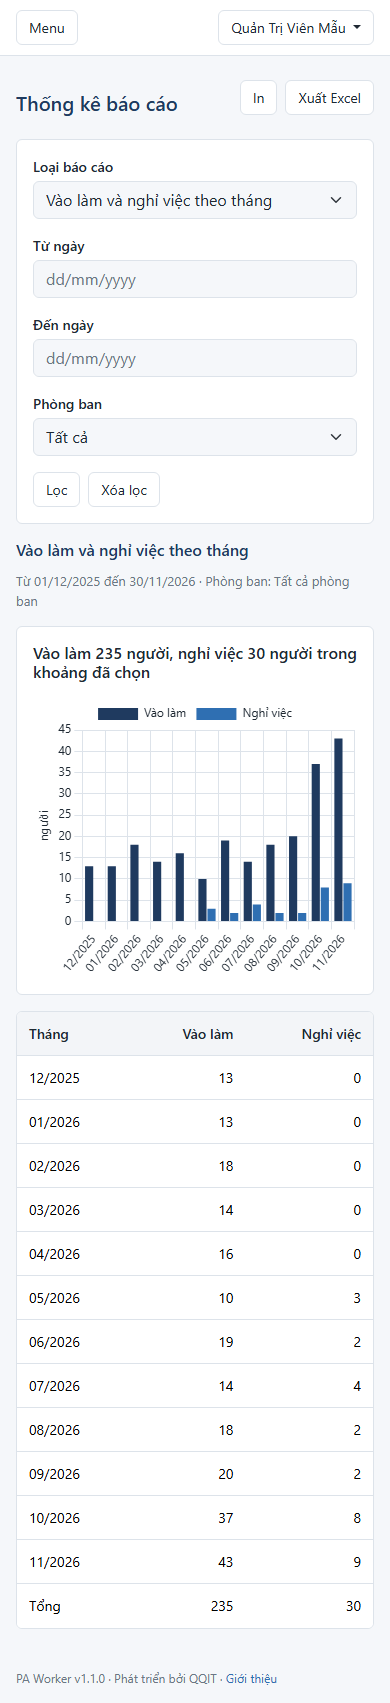 Menu
Quản Trị Viên Mẫu
Thống kê báo cáo
In
Xuất Excel
Loại báo cáo
Vào làm và nghỉ việc theo tháng
Từ ngày
dd/mm/yyyy
Đến ngày
dd/mm/yyyy
Phòng ban
Tất cả
Lọc
Xóa lọc
Vào làm và nghỉ việc theo tháng
Từ 01/12/2025 đến 30/11/2026 · Phòng ban: Tất cả phòng
ban
Vào làm 235 người, nghỉ việc 30 người trong
khoảng đã chọn
Vào làm
Nghỉ việc
45
40
35
30
25
20
15
10
5
0
người
12/2025
01/2026
02/2026
03/2026
04/2026
05/2026
06/2026
07/2026
08/2026
09/2026
10/2026
11/2026
Tháng Vào làm Nghỉ việc
12/2025 13 0
01/2026 13 0
02/2026 18 0
03/2026 14 0
04/2026 16 0
05/2026 10 3
06/2026 19 2
07/2026 14 4
08/2026 18 2
09/2026 20 2
10/2026 37 8
11/2026 43 9
Tổng 235 30
PA Worker v1.1.0 · Phát triển bởi QQIT · Giới thiệu